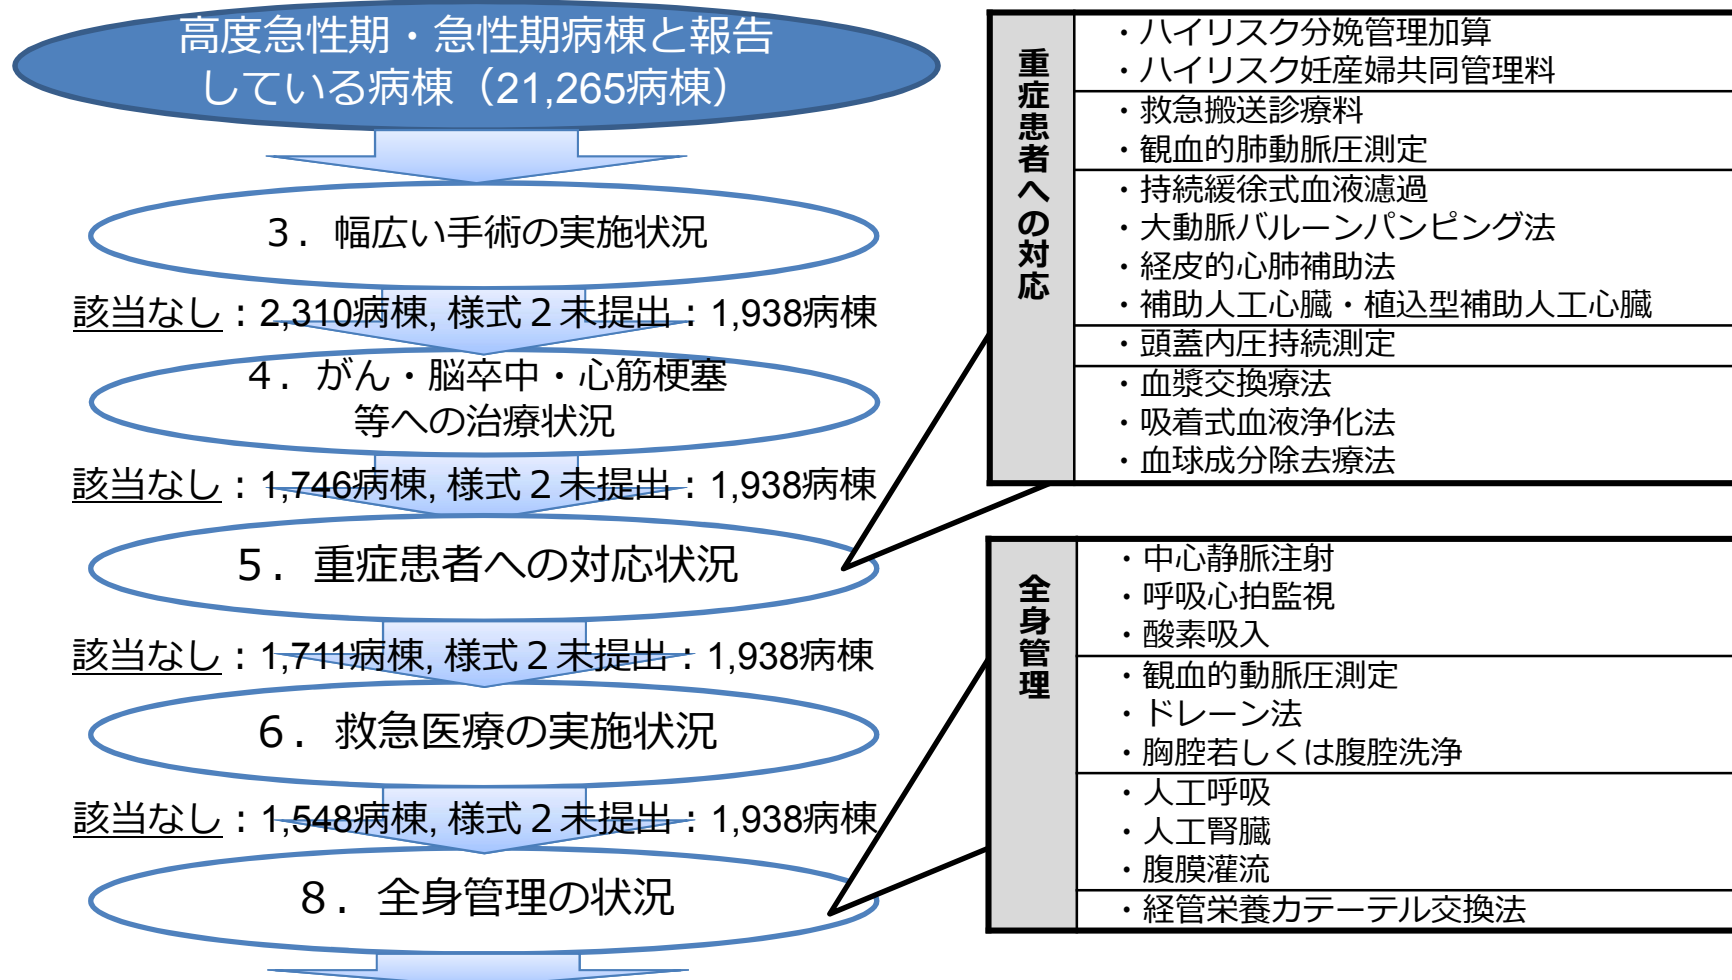 高度急性期・急性期病棟と報告
している病棟（21,265病棟）
３．幅広い手術の実施状況
該当なし：2,310病棟, 様式２未提出：1,938病棟
４．がん・脳卒中・心筋梗塞
等への治療状況
該当なし：1,746病棟, 様式２未提出：1,938病棟
５．重症患者への対応状況
該当なし：1,711病棟, 様式２未提出：1,938病棟
６．救急医療の実施状況
該当なし：1,548病棟, 様式２未提出：1,938病棟
８．全身管理の状況
重症患者への対応
・ハイリスク分娩管理加算
・ハイリスク妊産婦共同管理料
・救急搬送診療料
・観血的肺動脈圧測定
・持続緩徐式血液濾過
・大動脈バルーンパンピング法
・経皮的心肺補助法
・補助人工心臓・植込型補助人工心臓
・頭蓋内圧持続測定
・血漿交換療法
・吸着式血液浄化法
・血球成分除去療法
全身管理
・中心静脈注射
・呼吸心拍監視
・酸素吸入
・観血的動脈圧測定
・ドレーン法
・胸腔若しくは腹腔洗浄
・人工呼吸
・人工腎臓
・腹膜灌流
・経管栄養カテーテル交換法